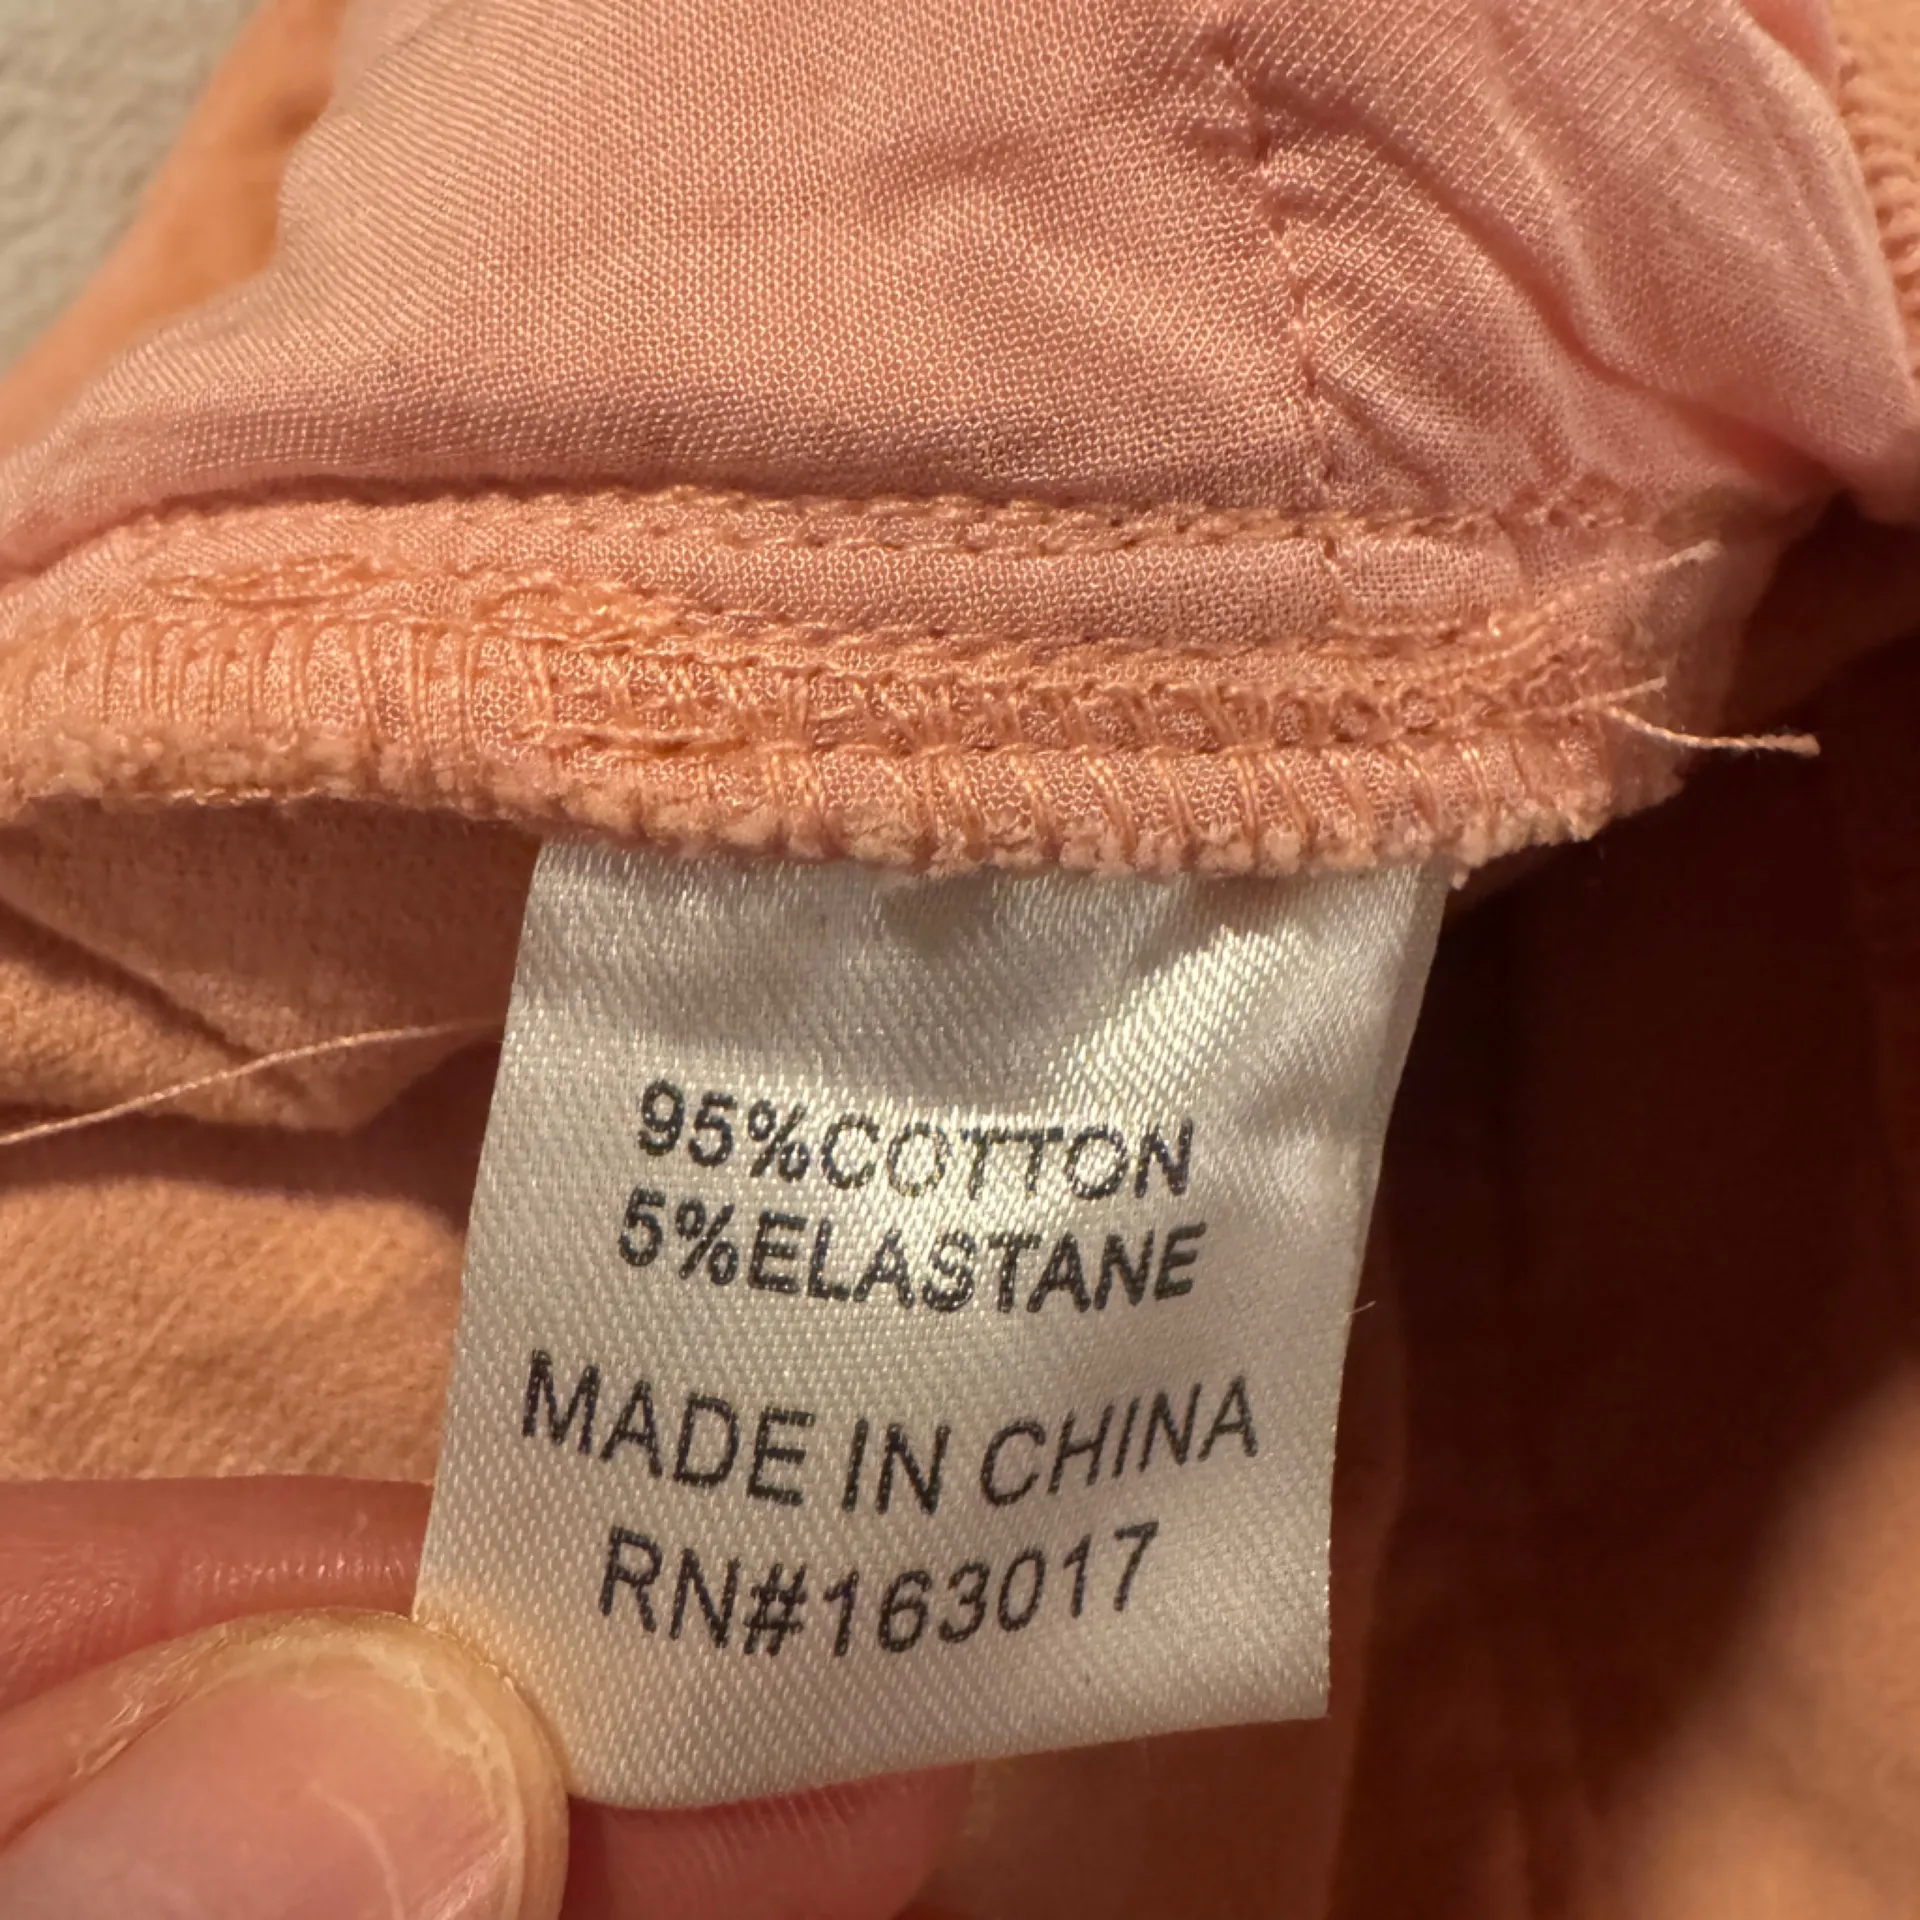 95%COTTON
5%ELASTANE
MADE IN CHINA
RN#163017